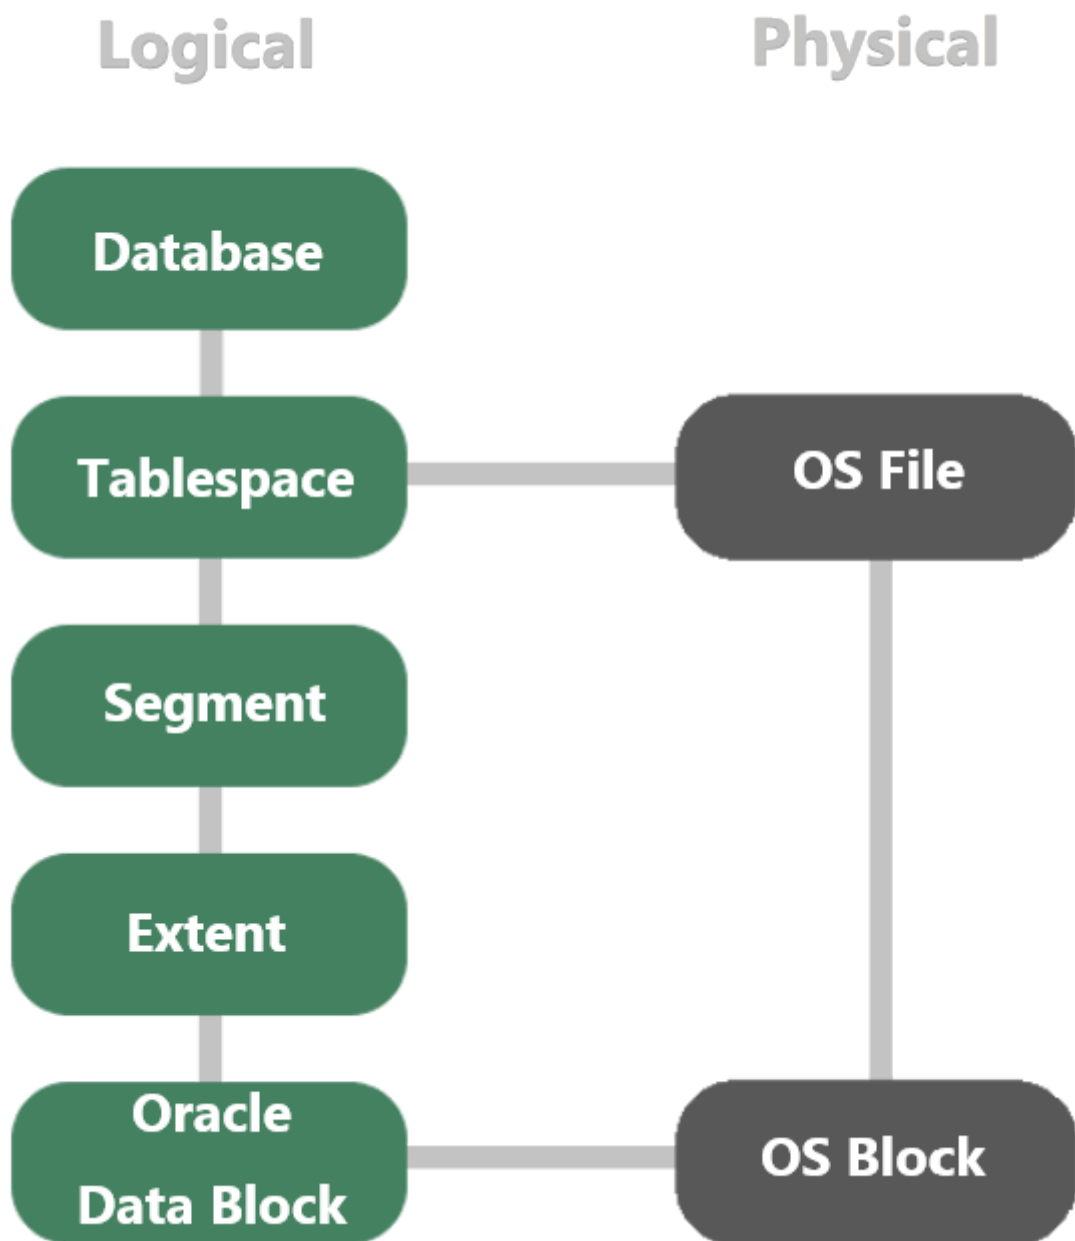 Logical
Physical
Database
Tablespace
OS File
Segment
Extent
Oracle
Data Block
OS Block